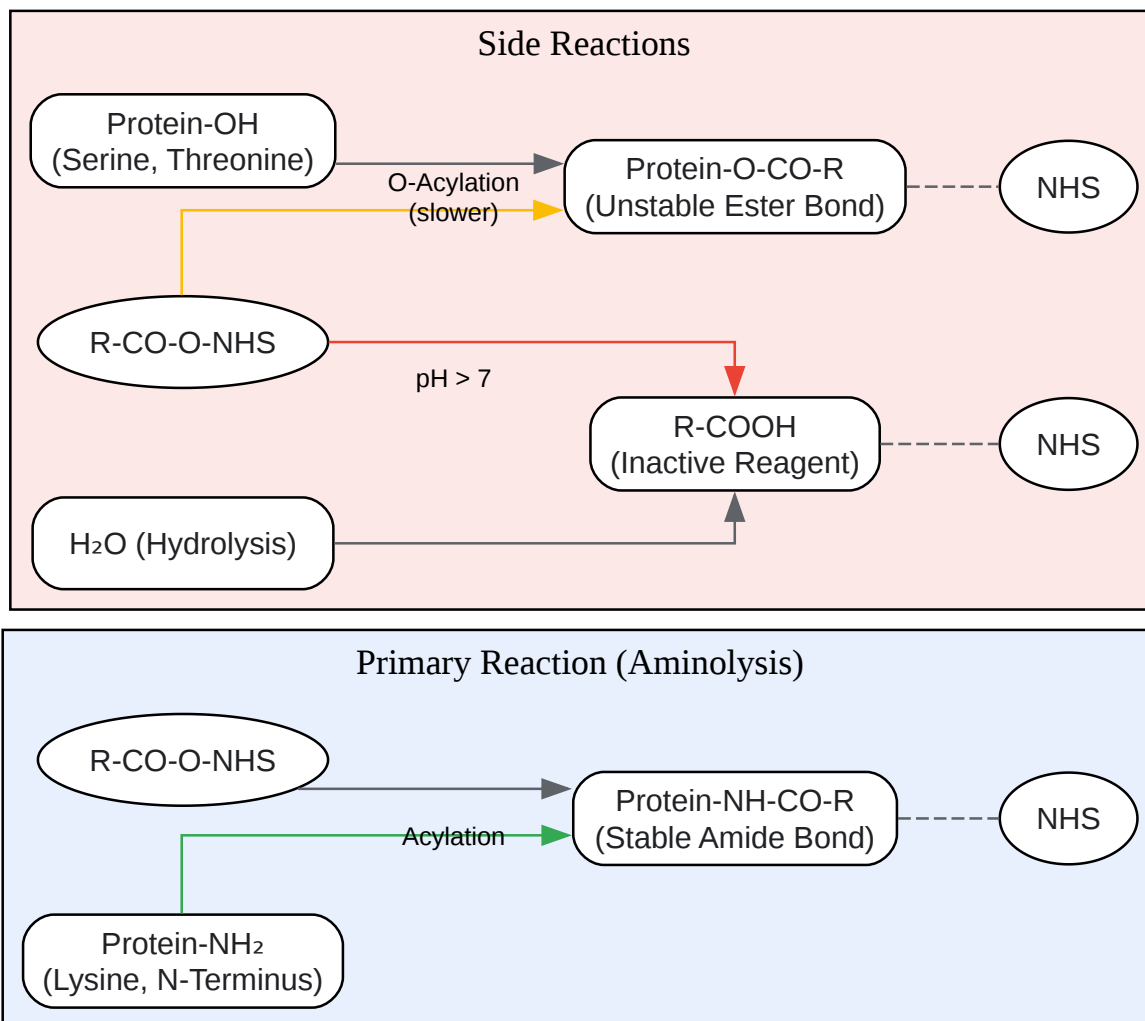 Side Reactions
Protein-OH
(Serine, Threonine)
O-Acylation
(slower)
Protein-O-CO-R
(Unstable Ester Bond)
NHS
R-CO-O-NHS
pH > 7
R-COOH
(Inactive Reagent)
NHS
H₂O (Hydrolysis)
Primary Reaction (Aminolysis)
R-CO-O-NHS
Acylation
Protein-NH-CO-R
(Stable Amide Bond)
NHS
Protein-NH₂
(Lysine, N-Terminus)